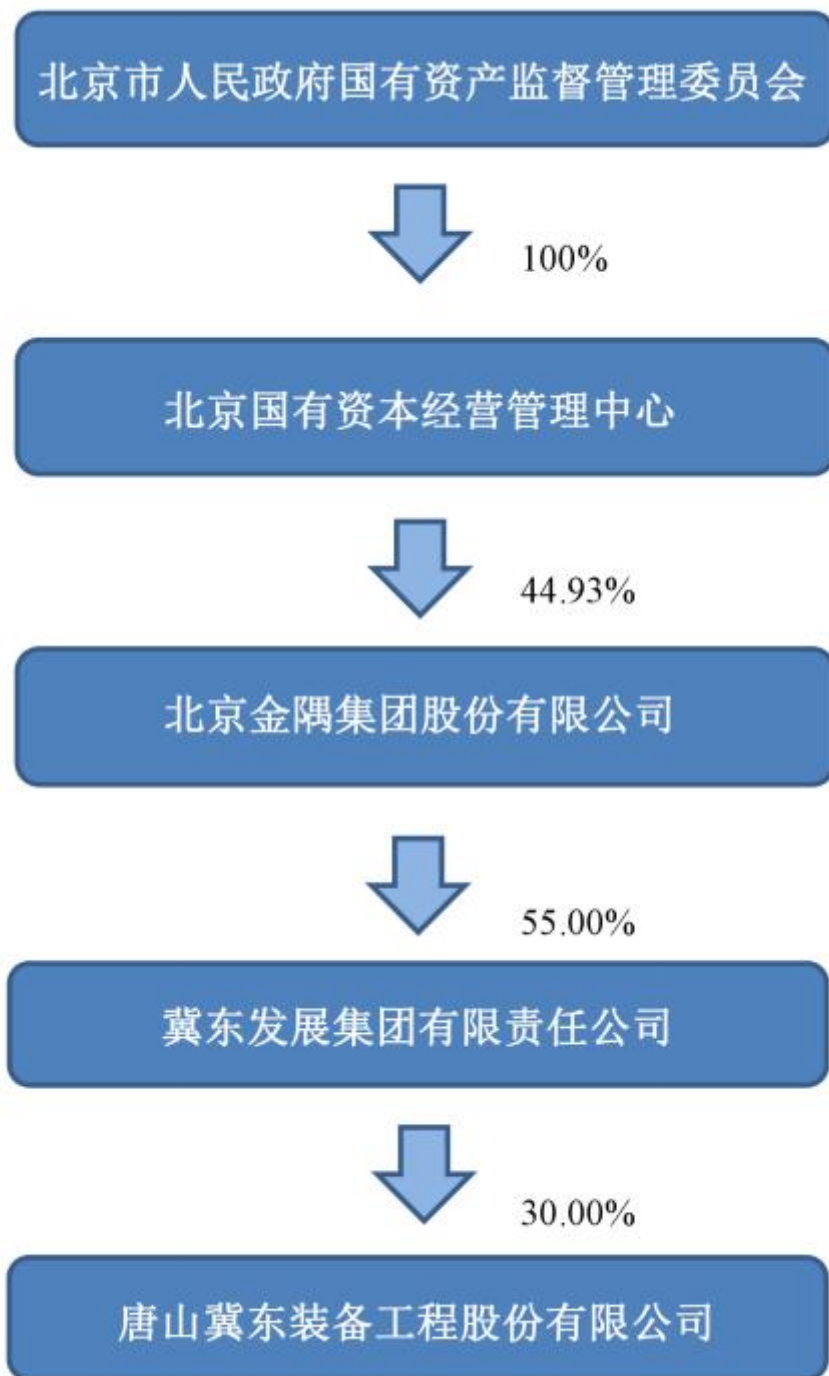 北京市人民政府国有资产监督管理委员会
100%
北京国有资本经营管理中心
44.93%
北京金隅集团股份有限公司
55.00%
冀东发展集团有限责任公司
30.00%
唐山冀东装备工程股份有限公司